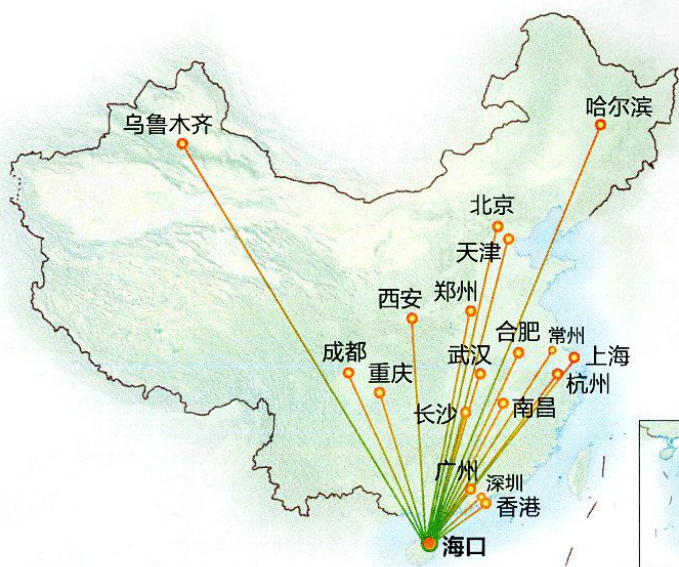 乌鲁木齐
哈尔滨
北京
天津
西安
郑州
合肥
常州
成都
武汉
上海
重庆
杭州
长沙
南昌
广州
深圳
香港
海口